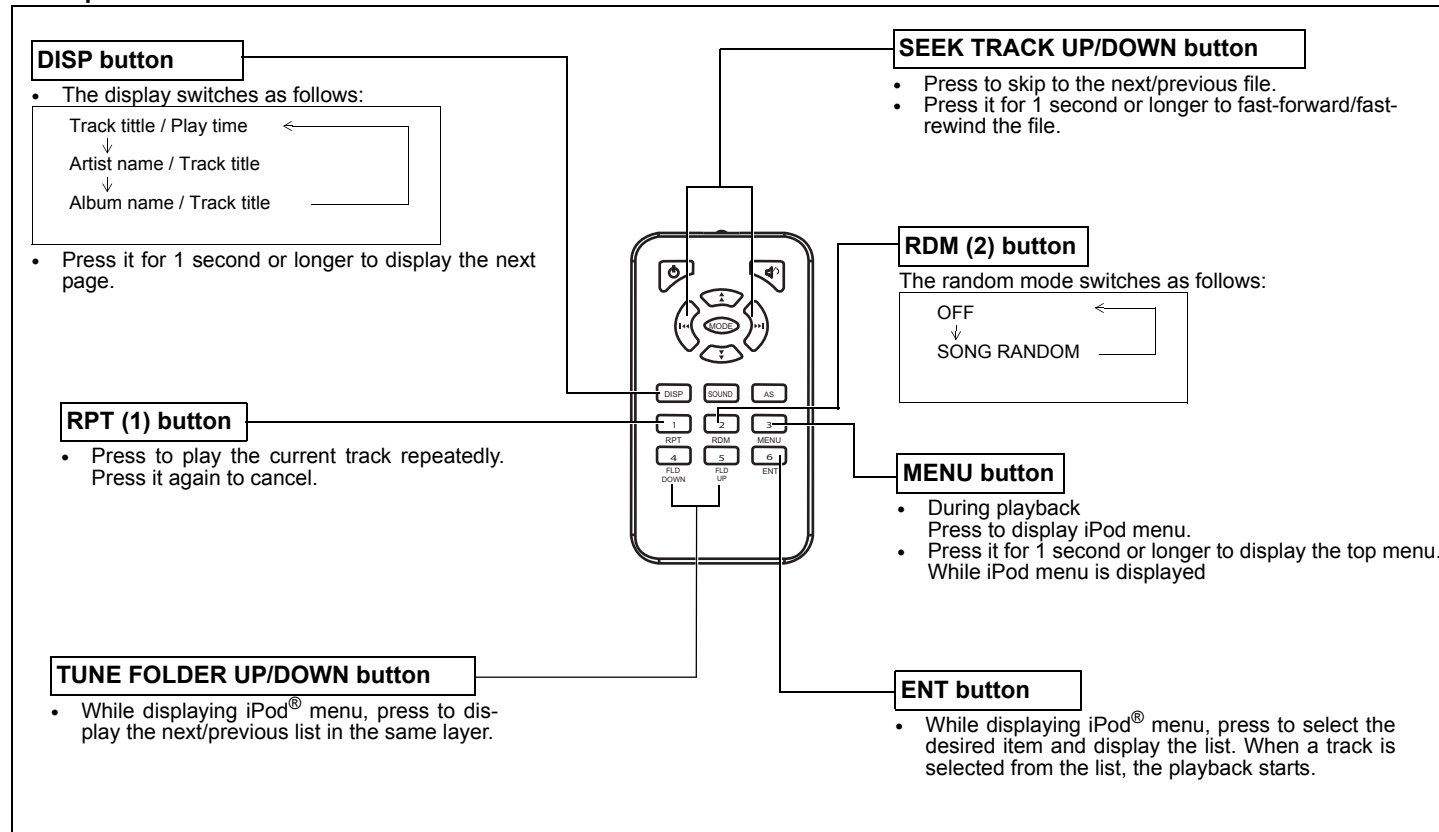 DISP button
• The display switches as follows:
Track tittle / Play time
Artist name / Track title
Album name / Track title
• Press it for 1 second or longer to display the next
page.
RPT (1) button
• Press to play the current track repeatedly.
Press it again to cancel.
TUNE FOLDER UP/DOWN button
• While displaying iPod® menu, press to dis-
play the next/previous list in the same layer.
MODE
DISP SOUND AS
1 2 3
RPT RDM MENU
4 5 6
FLD DOWN FLD UP ENT
SEEK TRACK UP/DOWN button
• Press to skip to the next/previous file.
• Press it for 1 second or longer to fast-forward/fast-
rewind the file.
RDM (2) button
The random mode switches as follows:
OFF
SONG RANDOM
MENU button
• During playback
Press to display iPod menu.
• Press it for 1 second or longer to display the top menu.
While iPod menu is displayed
ENT button
• While displaying iPod® menu, press to select the
desired item and display the list. When a track is
selected from the list, the playback starts.